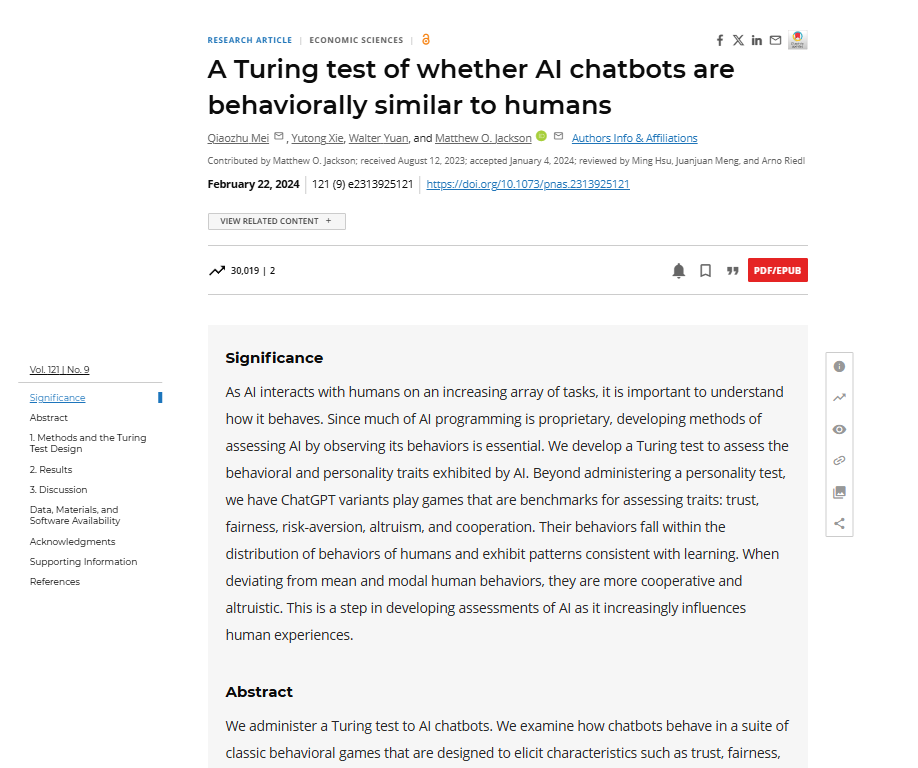 RESEARCH ARTICLE | ECONOMIC SCIENCES |
A Turing test of whether AI chatbots are
behaviorally similar to humans
Qiaozhu Mei, Yutong Xie, Walter Yuan, and Matthew O. Jackson Authors Info & Affiliations
Contributed by Matthew O. Jackson; received August 12, 2023; accepted January 4, 2024; reviewed by Ming Hsu, Juanjuan Meng, and Arno Riedl
February 22, 2024 | 121 (9) e2313925121 | https://doi.org/10.1073/pnas.2313925121
VIEW RELATED CONTENT +
30,019 | 2
PDF/EPUB
Vol. 121 | No. 9
Significance
Abstract
1. Methods and the Turing
Test Design
2. Results
3. Discussion
Data, Materials, and
Software Availability
Acknowledgments
Supporting Information
References
Significance
As AI interacts with humans on an increasing array of tasks, it is important to understand
how it behaves. Since much of AI programming is proprietary, developing methods of
assessing AI by observing its behaviors is essential. We develop a Turing test to assess the
behavioral and personality traits exhibited by AI. Beyond administering a personality test,
we have ChatGPT variants play games that are benchmarks for assessing traits: trust,
fairness, risk-aversion, altruism, and cooperation. Their behaviors fall within the
distribution of behaviors of humans and exhibit patterns consistent with learning. When
deviating from mean and modal human behaviors, they are more cooperative and
altruistic. This is a step in developing assessments of AI as it increasingly influences
human experiences.
Abstract
We administer a Turing test to AI chatbots. We examine how chatbots behave in a suite of
classic behavioral games that are designed to elicit characteristics such as trust, fairness,